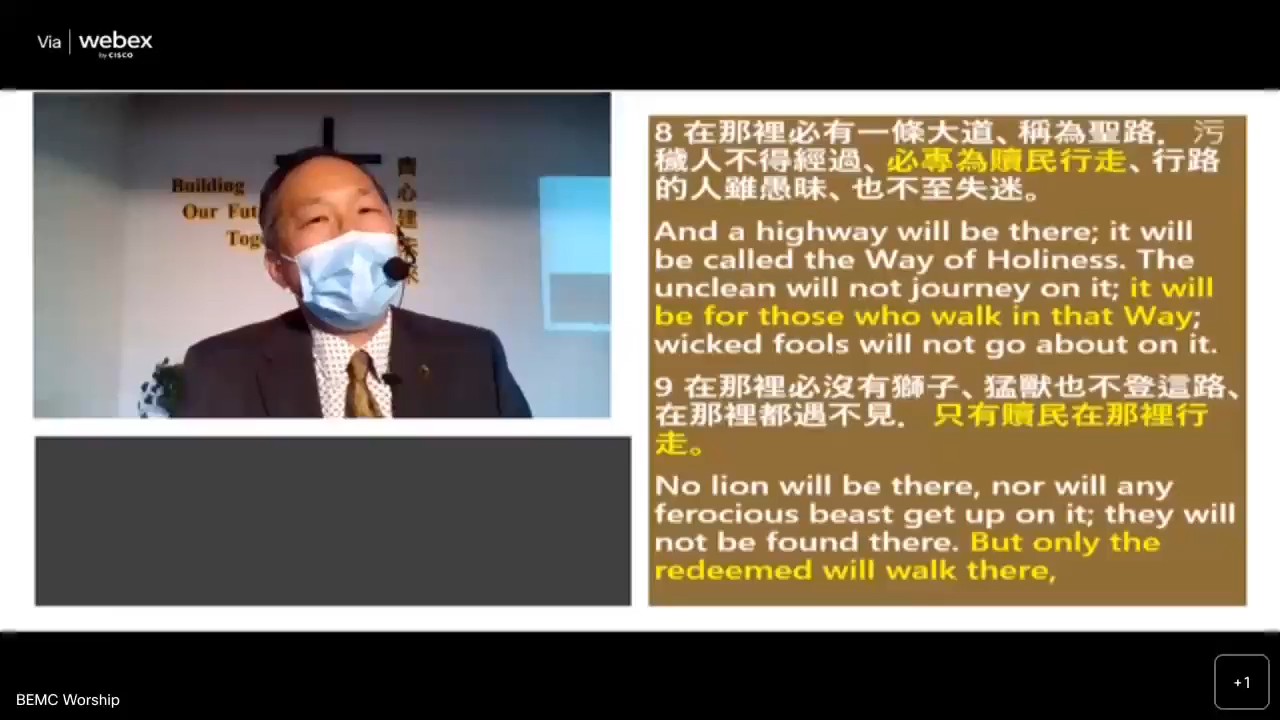 Via
webex
by CISCO
Building
Our Fut
Tog
齊
心
建
8 在那裡必有一條大道、稱為聖路． 污
穢人不得經過、必專為贖民行走、行路
的人雖愚昧、也不至失迷。
And a highway will be there; it will
be called the Way of Holiness. The
unclean will not journey on it; it will
be for those who walk in that Way;
wicked fools will not go about on it.
9 在那裡必沒有獅子、猛獸也不登這路、
在那裡都遇不見． 只有贖民在那裡行
走。
No lion will be there, nor will any
ferocious beast get up on it; they will
not be found there. But only the
redeemed will walk there,
BEMC Worship
+1